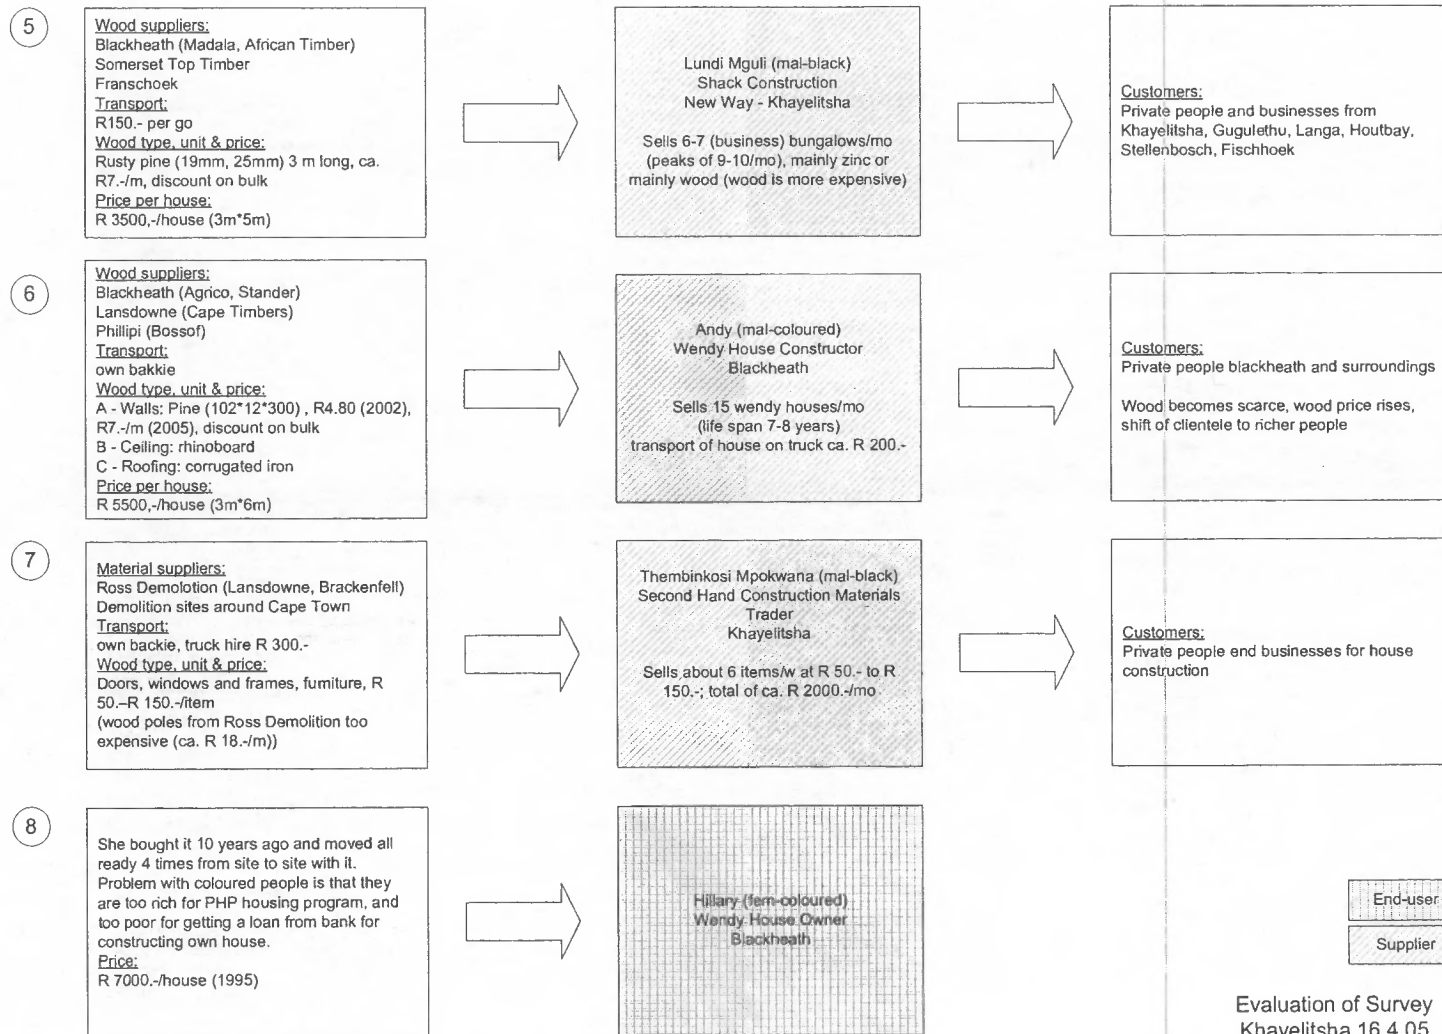 5
Wood suppliers:
Blackheath (Madala, African Timber)
Somerset Top Timber
Franschoek
Transport:
R150.- per go
Wood type, unit & price:
Rusty pine (19mm, 25mm) 3 m long, ca.
R7.-/m, discount on bulk
Price per house:
R 3500,-/house (3m*5m)
Lundi Mguli (mal-black)
Shack Construction
New Way - Khayelitsha
Sells 6-7 (business) bungalows/mo
(peaks of 9-10/mo), mainly zinc or
mainly wood (wood is more expensive)
Customers:
Private people and businesses from
Khayelitsha, Gugulethu, Langa, Houtbay,
Stellenbosch, Fischhoek
6
Wood suppliers:
Blackheath (Agrico, Stander)
Lansdowne (Cape Timbers)
Phillipi (Bossof)
Transport:
own bakkie
Wood type, unit & price:
A - Walls: Pine (102*12*300) , R4.80 (2002),
R7.-/m (2005), discount on bulk
B - Ceiling: rhinoboard
C - Roofing: corrugated iron
Price per house:
R 5500,-/house (3m*6m)
Andy (mal-coloured)
Wendy House Constructor
Blackheath
Sells 15 wendy houses/mo
(life span 7-8 years)
transport of house on truck ca. R 200.-
Customers:
Private people blackheath and surroundings
Wood becomes scarce, wood price rises,
shift of clientele to richer people
7
Material suppliers:
Ross Demolotion (Lansdowne, Brackenfell)
Demolition sites around Cape Town
Transport:
own backie, truck hire R 300.-
Wood type, unit & price:
Doors, windows and frames, furniture, R
50.–R 150.-/item
(wood poles from Ross Demolition too
expensive (ca. R 18.-/m))
Thembinkosi Mpokwana (mal-black)
Second Hand Construction Materials
Trader
Khayelitsha
Sells about 6 items/w at R 50.- to R
150.-; total of ca. R 2000.-/mo
Customers:
Private people end businesses for house
construction
8
She bought it 10 years ago and moved all
ready 4 times from site to site with it.
Problem with coloured people is that they
are too rich for PHP housing program, and
too poor for getting a loan from bank for
constructing own house.
Price:
R 7000.-/house (1995)
Hillary (fem-coloured)
Wendy House Owner
Blackheath
End-user
Supplier
Evaluation of Survey
Khayelitsha 16.4.05